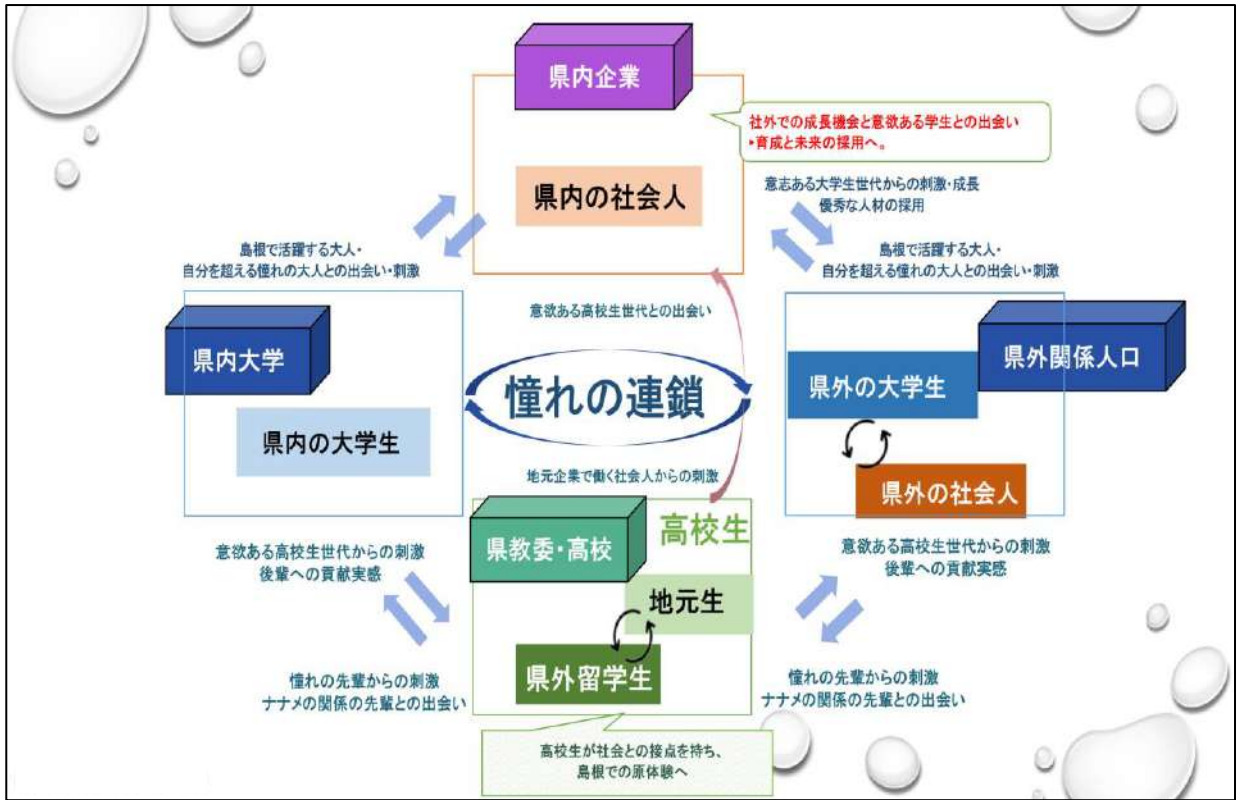 県内企業
社外での成長機会と意欲ある学生との出会い
・育成と未来の採用へ。
県内の社会人
意志ある大学生世代からの刺激・成長
優秀な人材の採用
島根で活躍する大人・
自分を超える憧れの大人との出会い・刺激
島根で活躍する大人・
自分を超える憧れの大人との出会い・刺激
意欲ある高校生世代との出会い
県内大学
県内の大学生
憧れの連鎖
県外関係人口
県外の大学生
県外の社会人
地元企業で働く社会人からの刺激
県教委・高校
高校生
地元生
県外留学生
意欲ある高校生世代からの刺激
後輩への貢献実感
意欲ある高校生世代からの刺激
後輩への貢献実感
憧れの先輩からの刺激
ナナメの関係の先輩との出会い
憧れの先輩からの刺激
ナナメの関係の先輩との出会い
高校生が社会との接点を持ち、
島根での原体験へ